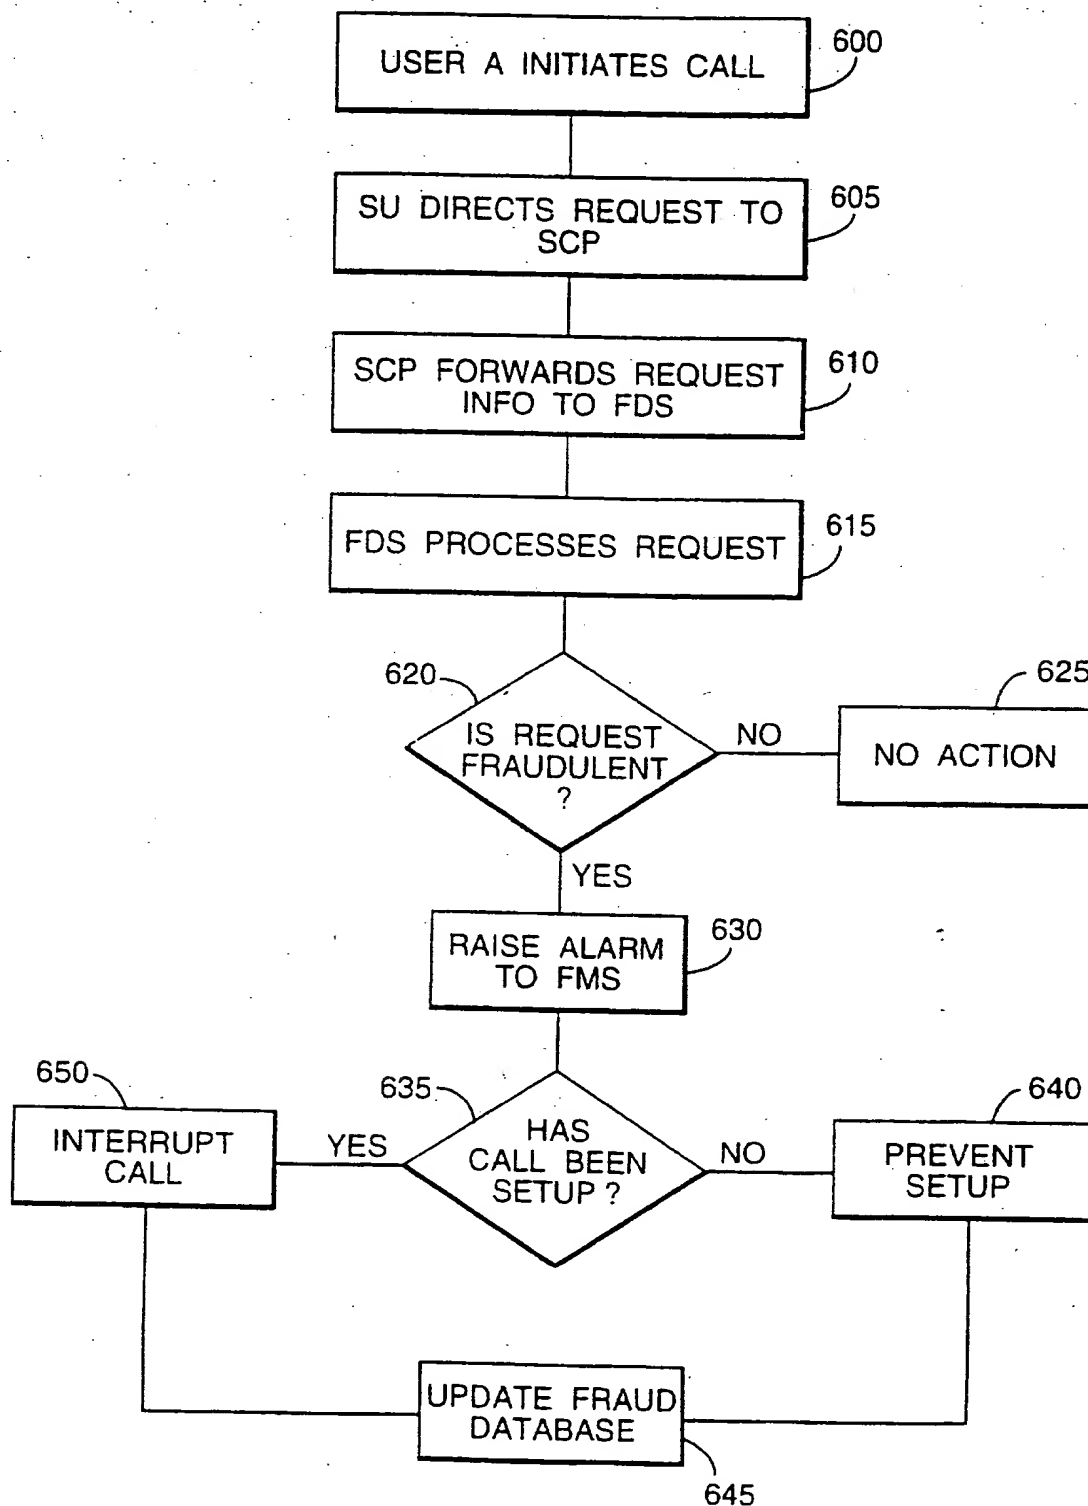 USER A INITIATES CALL
600
SU DIRECTS REQUEST TO
SCP
605
SCP FORWARDS REQUEST
INFO TO FDS
610
FDS PROCESSES REQUEST
615
620
IS REQUEST
FRAUDULENT
?
NO
625
NO ACTION
YES
RAISE ALARM
TO FMS
630
650
INTERRUPT
CALL
YES
635
HAS
CALL BEEN
SETUP?
NO
640
PREVENT
SETUP
UPDATE FRAUD
DATABASE
645